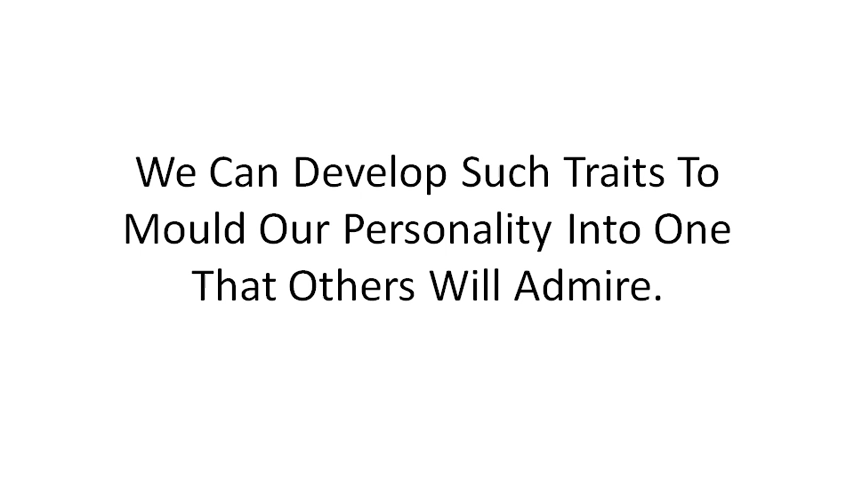 We Can Develop Such Traits To
Mould Our Personality Into One
That Others Will Admire.